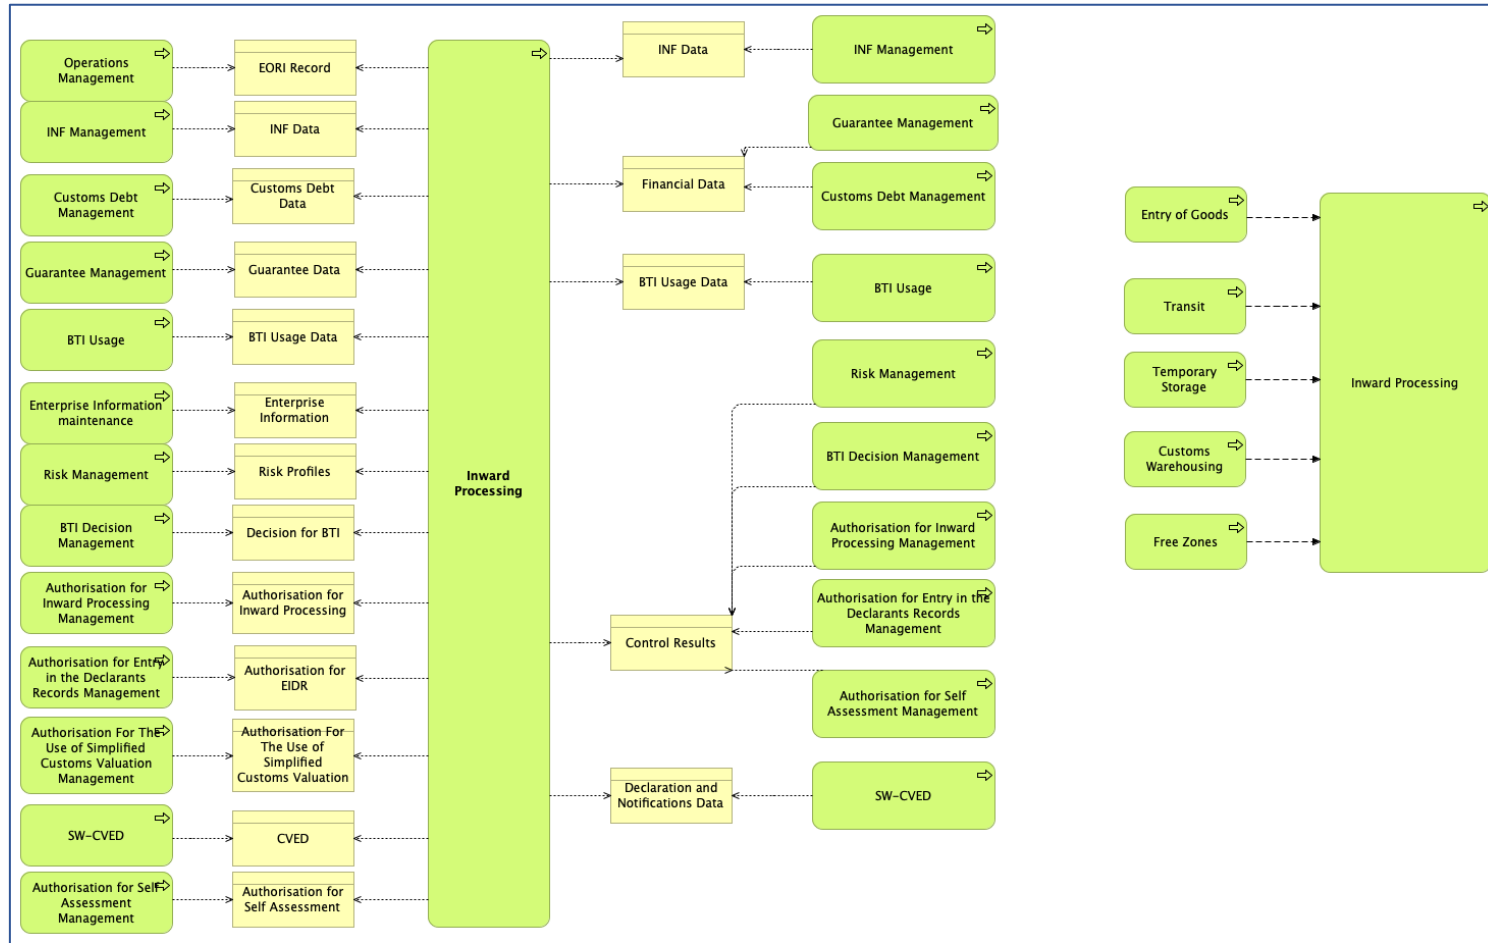 Operations
Management
EORI Record
INF Management
INF Data
Customs Debt
Management
Customs Debt
Data
Guarantee Management
Guarantee Data
BTI Usage
BTI Usage Data
Enterprise Information
maintenance
Enterprise
Information
Risk Management
Risk Profiles
BTI Decision
Management
Decision for BTI
Authorisation for
Inward Processing
Management
Authorisation for
Inward Processing
Authorisation for Entry
in the Declarants
Records Management
Authorisation for
EIDR
Authorisation For The
Use of Simplified
Customs Valuation
Management
Authorisation For
The Use of
Simplified
Customs Valuation
SW-CVED
CVED
Authorisation for Self
Assessment
Management
Authorisation for
Self Assessment
Inward
Processing
INF Data
INF Management
Guarantee Management
Financial Data
Customs Debt Management
BTI Usage Data
BTI Usage
Risk Management
BTI Decision Management
Authorisation for Inward
Processing Management
Authorisation for Entry in the
Declarants Records
Management
Control Results
Authorisation for Self
Assessment Management
Declaration and
Notifications Data
SW-CVED
Entry of Goods
Transit
Temporary
Storage
Customs
Warehousing
Free Zones
Inward Processing